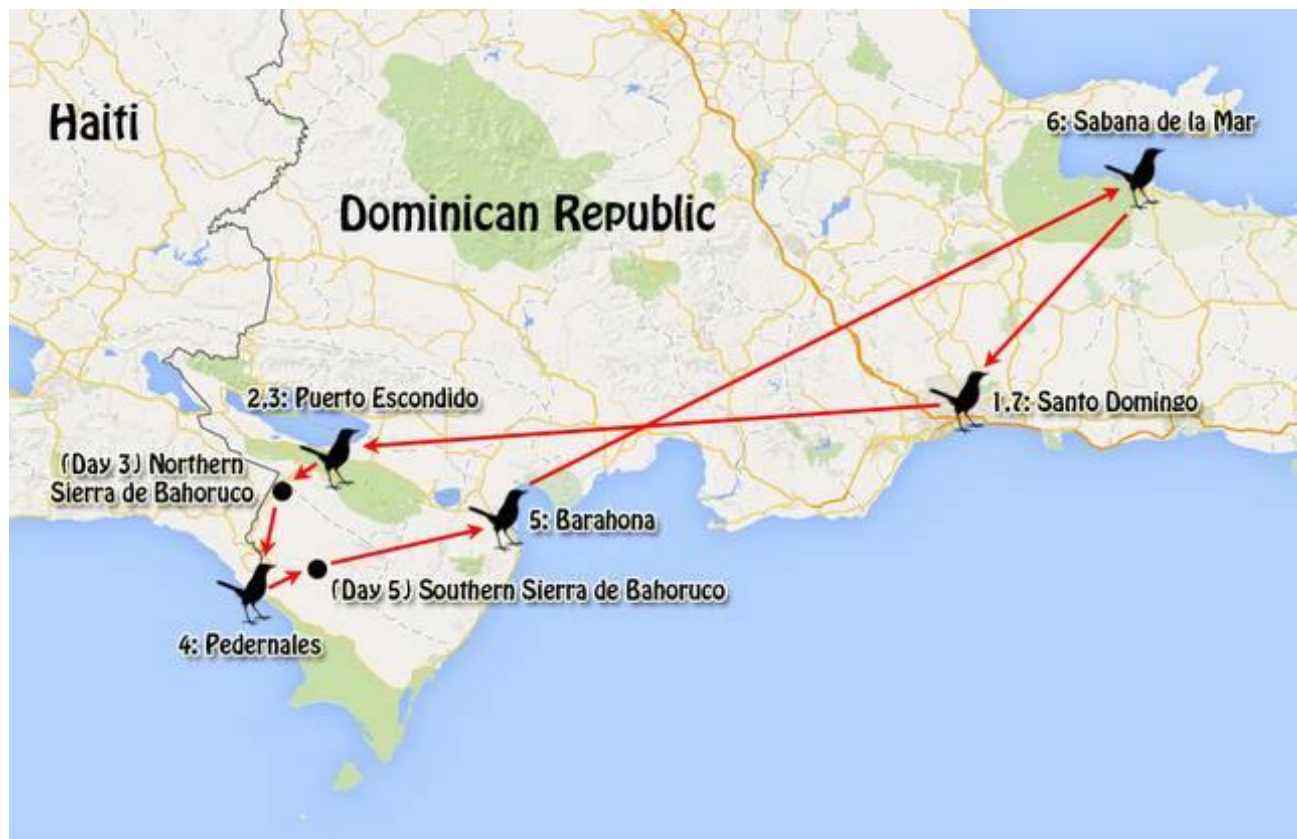 Haiti
6: Sabana de la Mar
Dominican Republic
2,3: Puerto Escondido
1,7: Santo Domingo
(Day 3) Northern
Sierra de Bahoruco
5: Barahona
(Day 5) Southern Sierra de Bahoruco
4: Pedernales